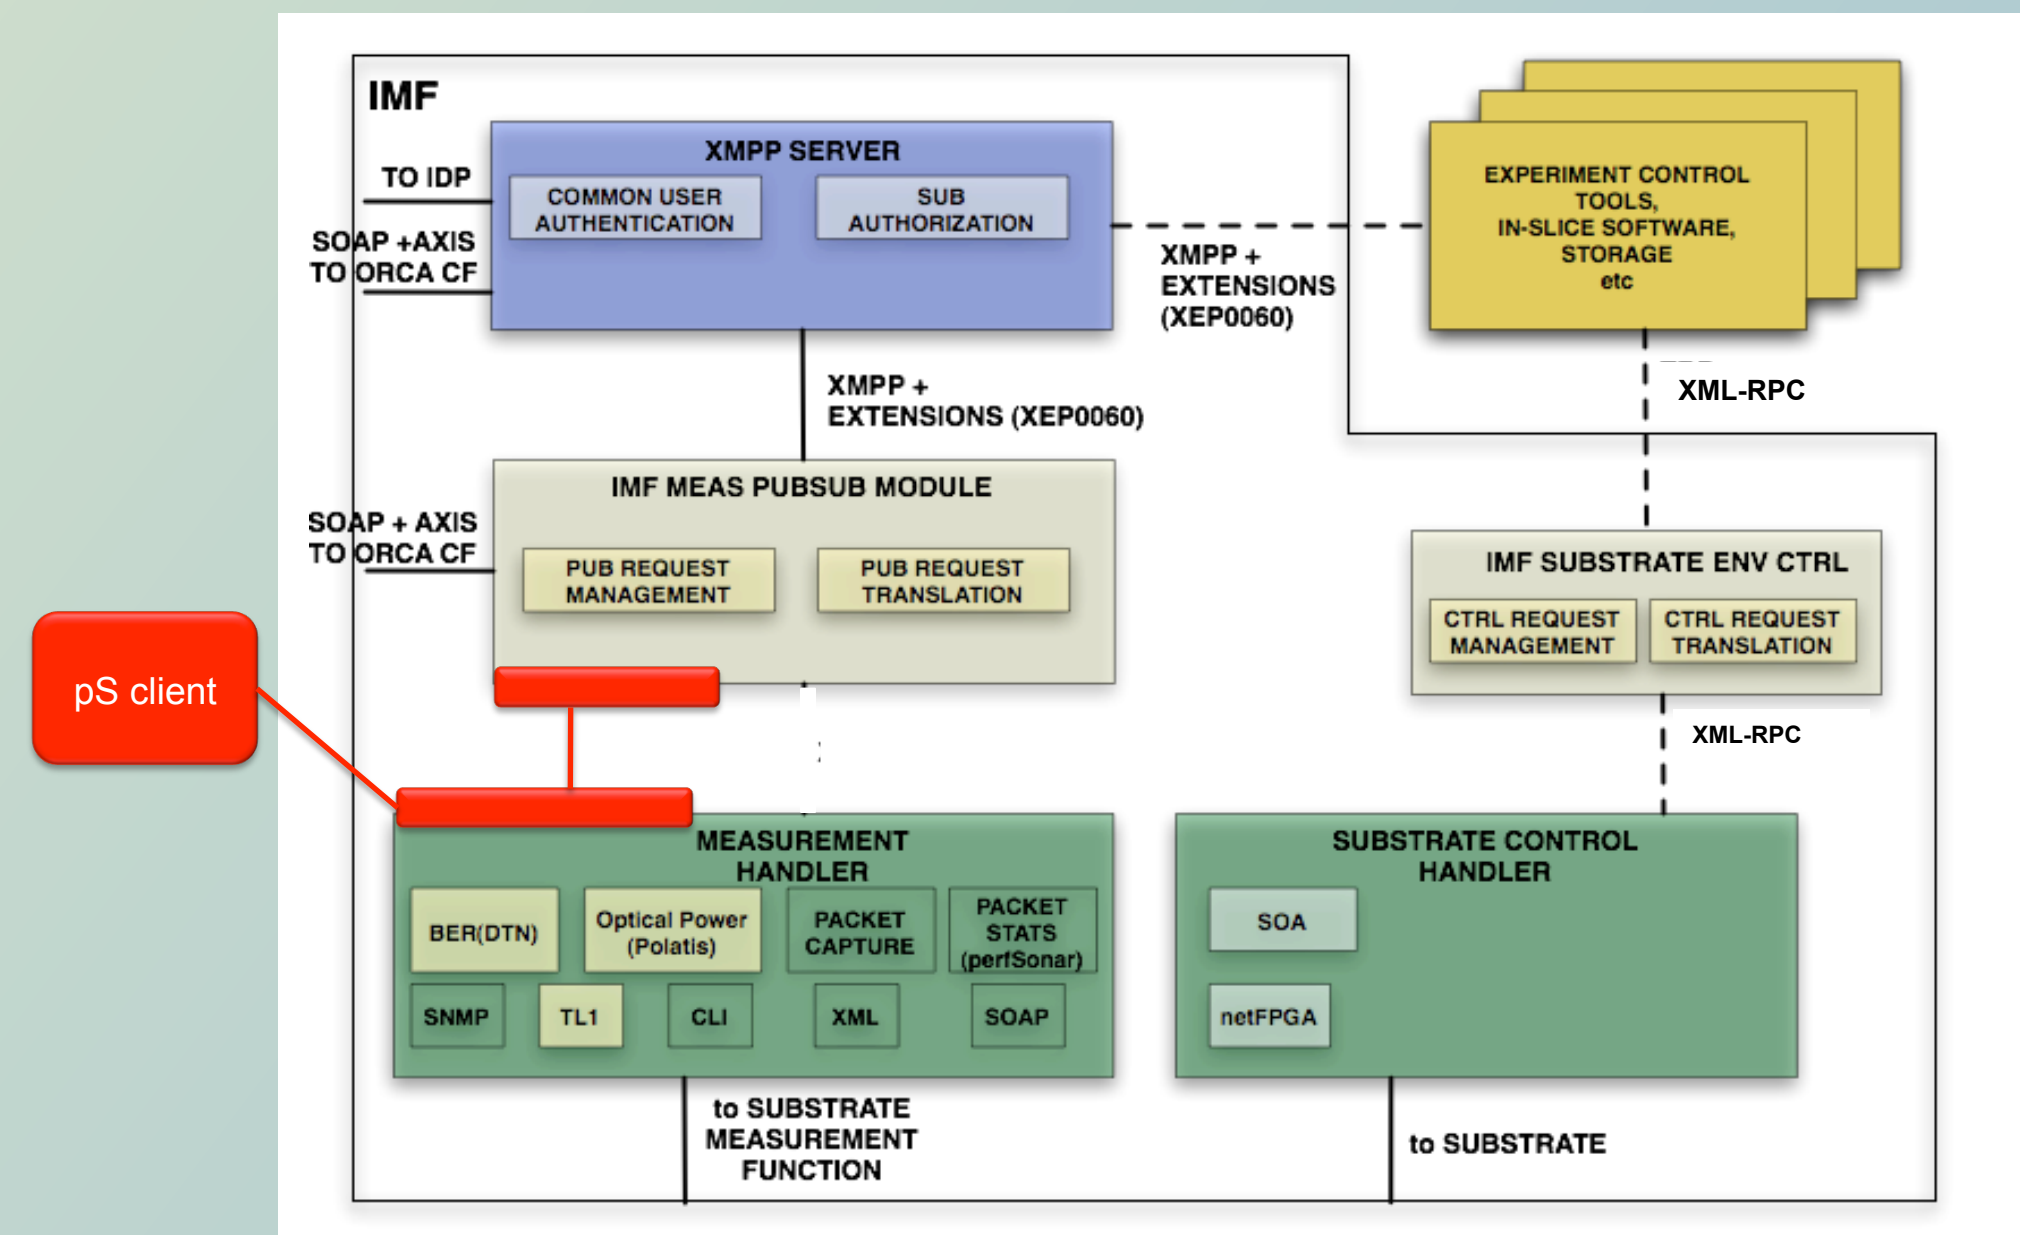 IMF
XMPP SERVER
TO IDP
COMMON USER
AUTHENTICATION
SUB
AUTHORIZATION
SOAP +AXIS
TO ORCA CF
XMPP +
EXTENSIONS
(XEP0060)
EXPERIMENT CONTROL
TOOLS,
IN-SLICE SOFTWARE,
STORAGE
etc
XML-RPC
XMPP +
EXTENSIONS (XEP0060)
IMF MEAS PUBSUB MODULE
SOAP + AXIS
TO ORCA CF
PUB REQUEST
MANAGEMENT
PUB REQUEST
TRANSLATION
IMF SUBSTRATE ENV CTRL
CTRL REQUEST
MANAGEMENT
CTRL REQUEST
TRANSLATION
pS client
XML-RPC
MEASUREMENT
HANDLER
BER(DTN)
Optical Power
(Polatis)
PACKET
CAPTURE
PACKET
STATS
(perfSonar)
SNMP
TL1
CLI
XML
SOAP
SUBSTRATE CONTROL
HANDLER
SOA
netFPGA
to SUBSTRATE
MEASUREMENT
FUNCTION
to SUBSTRATE